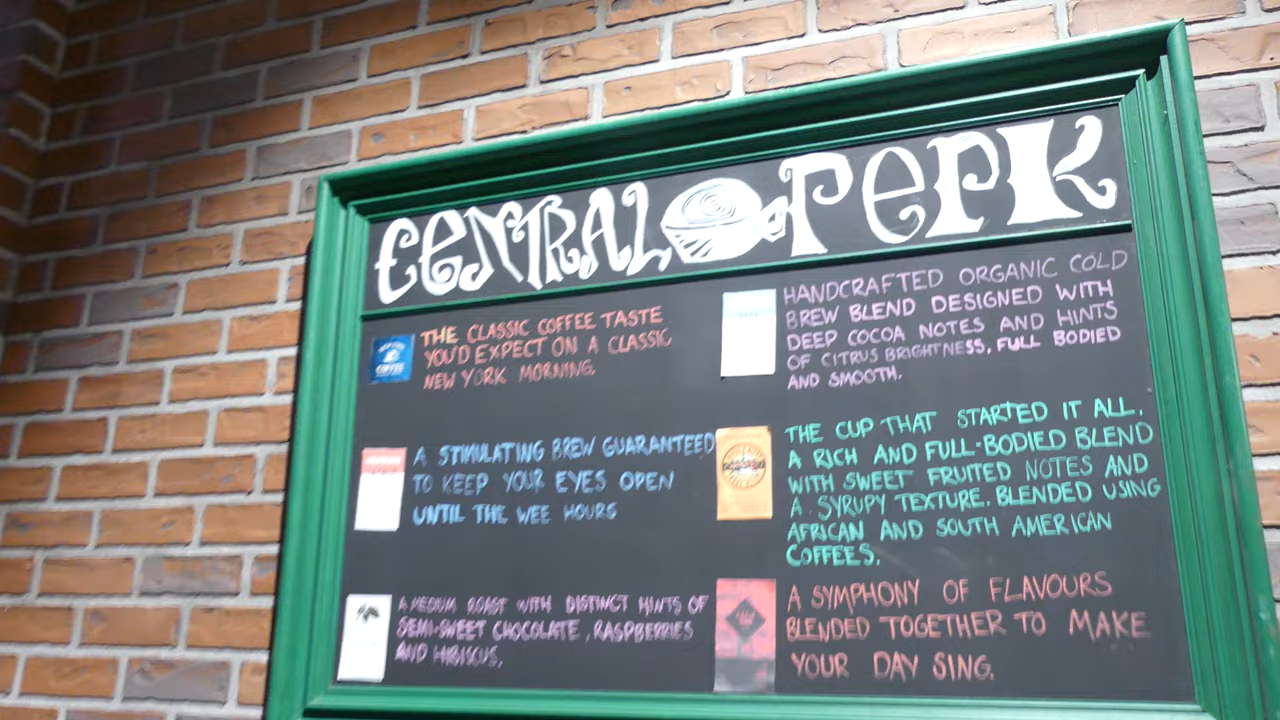 CENTRAL PERK
THE CLASSIC COFFEE TASTE
YOU'D EXPECT ON A CLASSIC
NEW YORK MORNING.
A STIMULATING BREW GUARANTEED
TO KEEP YOUR EYES OPEN
UNTIL THE WEE HOURS
A MEDIUM ROAST WITH DISTINCT HINTS OF
SEMI-SWEET CHOCOLATE, RASPBERRIES
AND HIBISCUS.
HANDCRAFTED ORGANIC COLD
BREW BLEND DESIGNED WITH
DEEP COCOA NOTES AND HINTS
OF CITRUS BRIGHTNESS, FULL BODIED
AND SMOOTH.
THE CUP THAT STARTED IT ALL.
A RICH AND FULL-BODIED BLEND
WITH SWEET FRUITED NOTES AND
A SYRUPY TEXTURE. BLENDED USING
AFRICAN AND SOUTH AMERICAN
COFFEES.
A SYMPHONY OF FLAVOURS
BLENDED TOGETHER TO MAKE
YOUR DAY SING.